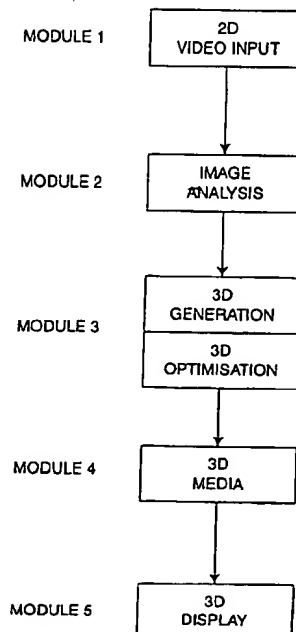 MODULE 1
2D
VIDEO INPUT
MODULE 2
IMAGE
ANALYSIS
MODULE 3
3D
GENERATION
3D
OPTIMISATION
MODULE 4
3D
MEDIA
MODULE 5
3D
DISPLAY